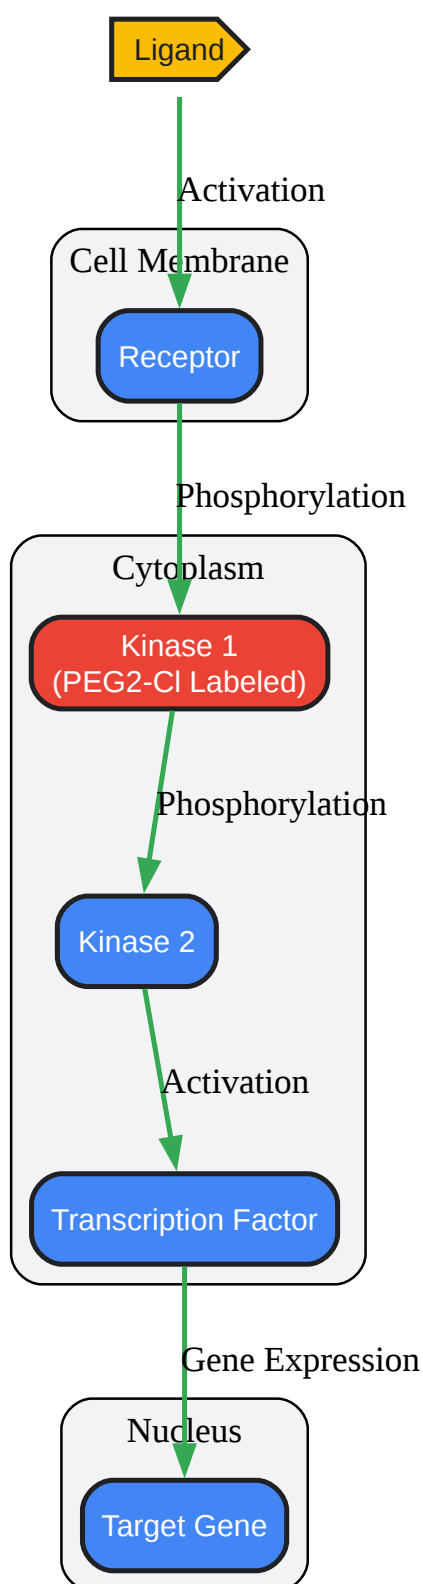 Ligand
Activation
Cell Membrane
Receptor
Phosphorylation
Cytoplasm
Kinase 1
(PEG2-Cl Labeled)
Phosphorylation
Kinase 2
Activation
Transcription Factor
Gene Expression
Nucleus
Target Gene